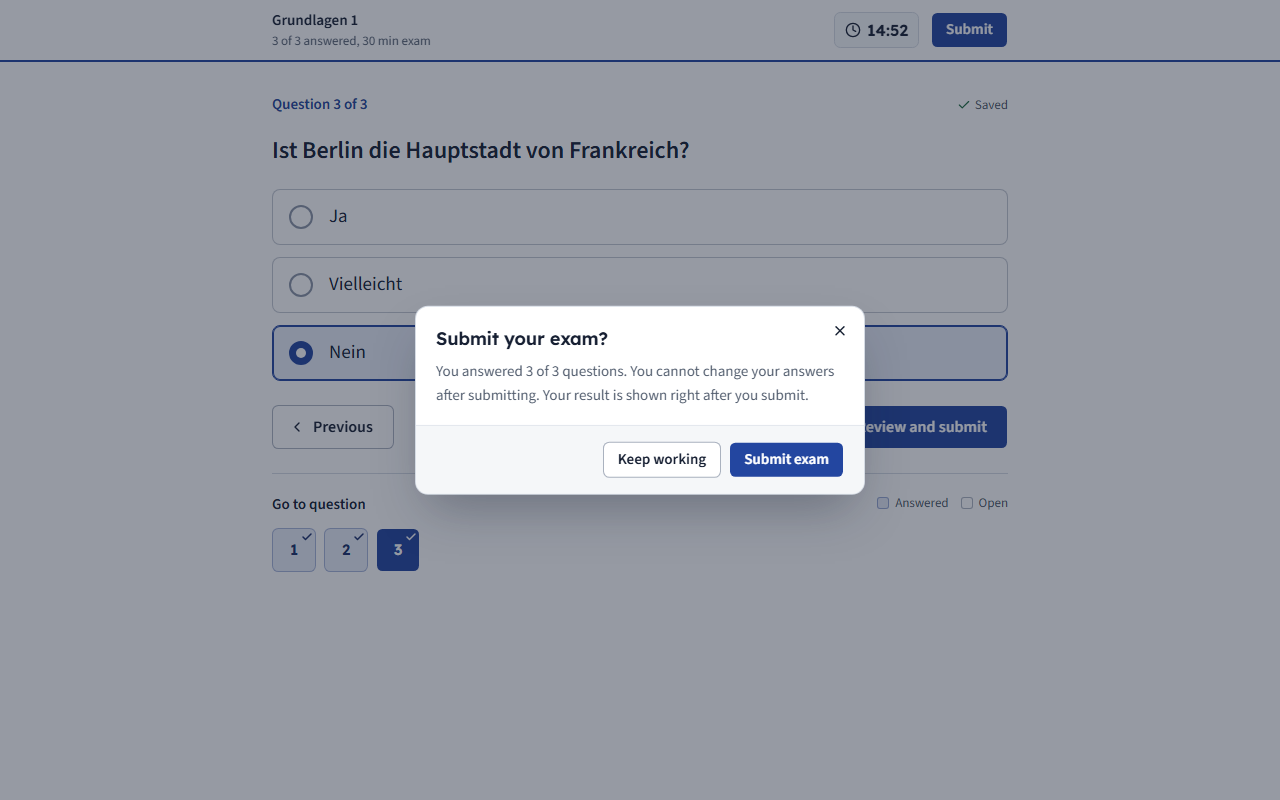 Grundlagen 1
3 of 3 answered, 30 min exam
14:52
Submit
Question 3 of 3
Saved
Ist Berlin die Hauptstadt von Frankreich?
Ja
Vielleicht
Nein
Submit your exam?
You answered 3 of 3 questions. You cannot change your answers
after submitting. Your result is shown right after you submit.
Keep working
Submit exam
Previous
eview and submit
Go to question
Answered
Open
1
2
3